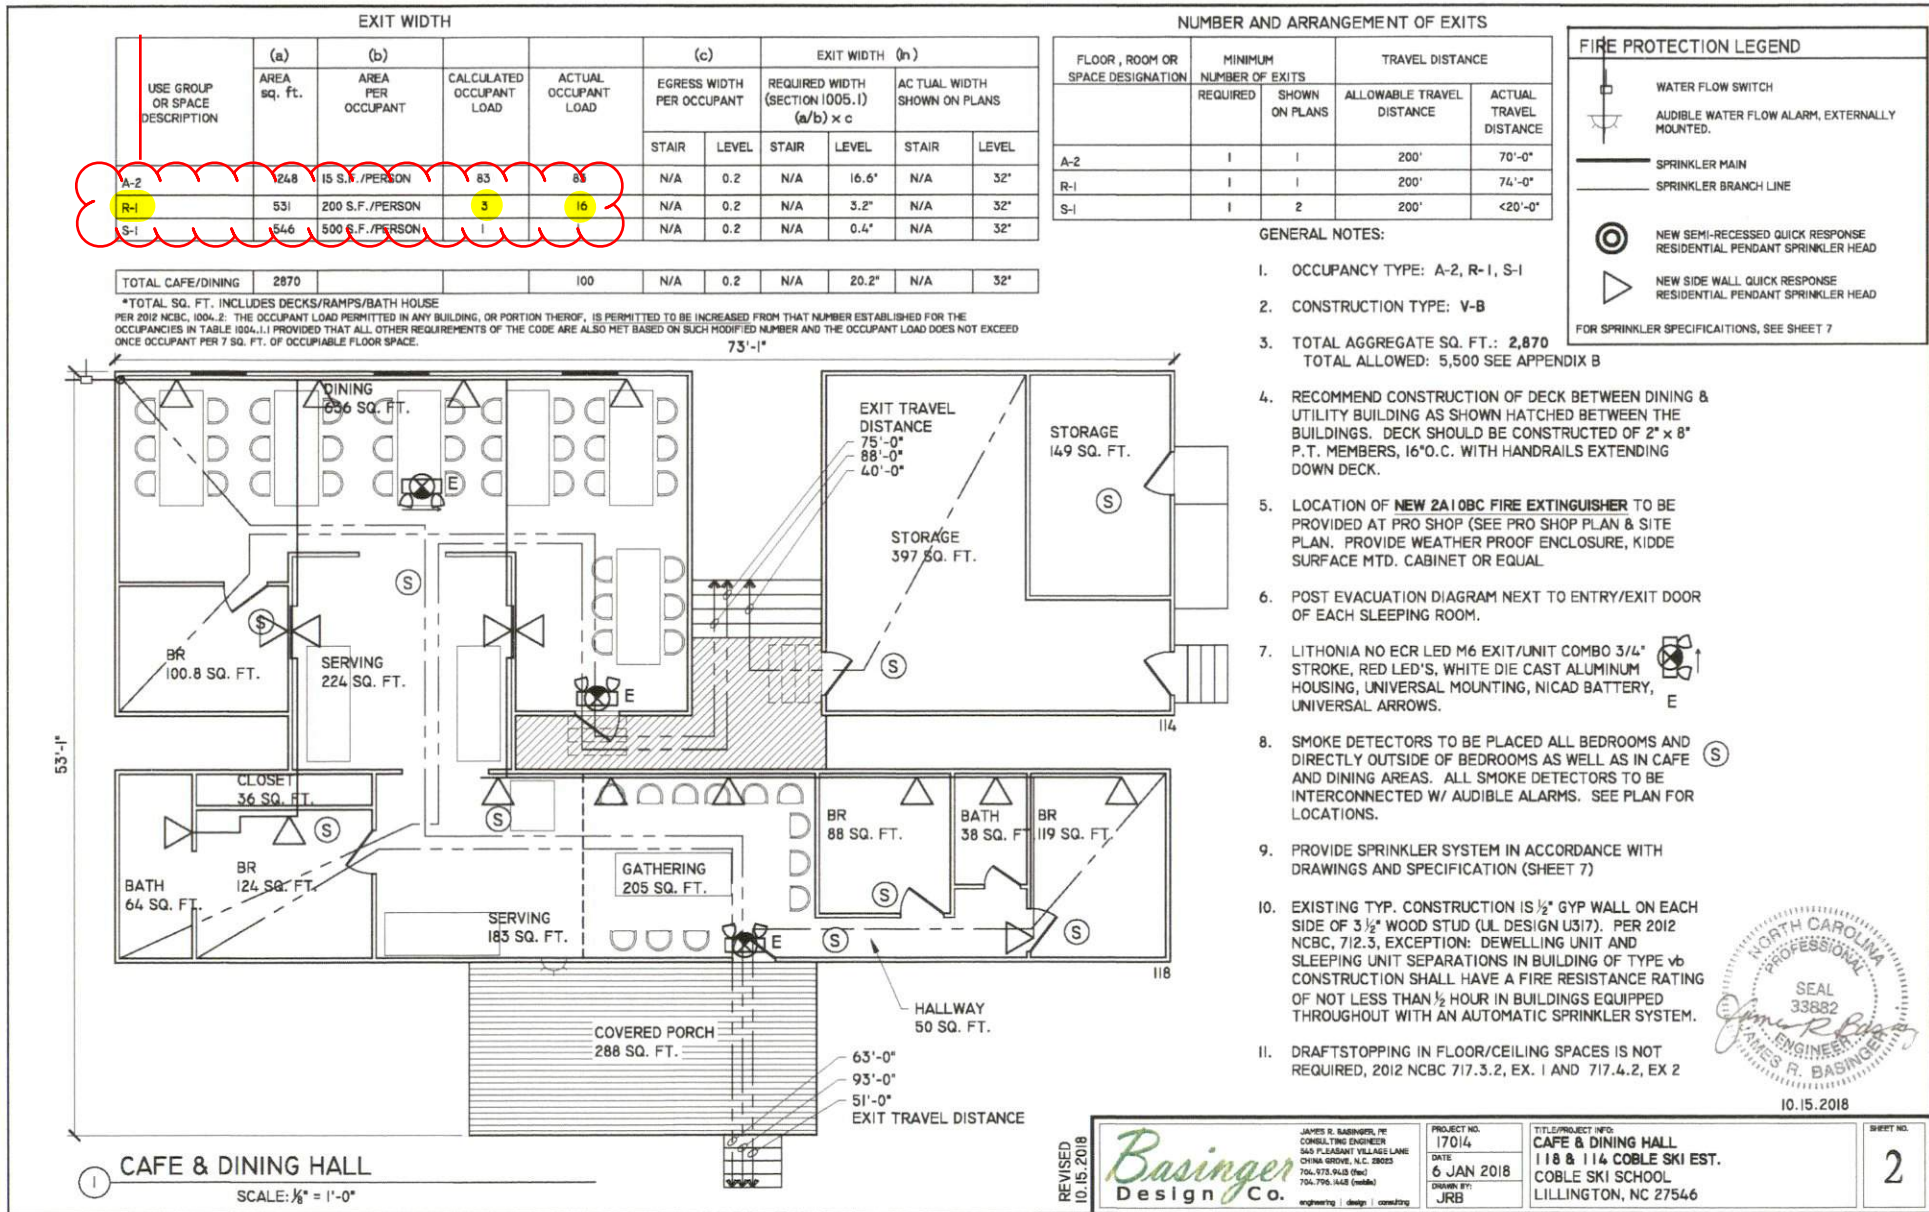 EXIT WIDTH
USE GROUP OR SPACE DESCRIPTION (a) AREA sq. ft. (b) AREA PER OCCUPANT CALCULATED OCCUPANT LOAD ACTUAL OCCUPANT LOAD (c) EGRESS WIDTH PER OCCUPANT EXIT WIDTH (h) REQUIRED WIDTH (SECTION 1005.1) (a/b) x c ACTUAL WIDTH SHOWN ON PLANS
STAIR LEVEL STAIR LEVEL STAIR LEVEL
A-2 1248 15 S.F./PERSON 83 83 N/A 0.2 N/A 16.6" N/A 32"
R-1 531 200 S.F./PERSON 3 16 N/A 0.2 N/A 3.2" N/A 32"
S-1 546 500 S.F./PERSON 1 N/A 0.2 N/A 0.4" N/A 32"
TOTAL CAFE/DINING 2870 100 N/A 0.2 N/A 20.2" N/A 32"
*TOTAL SQ. FT. INCLUDES DECKS/RAMPS/BATH HOUSE
PER 2012 NCBC, 1004.2: THE OCCUPANT LOAD PERMITTED IN ANY BUILDING, OR PORTION THEROF, IS PERMITTED TO BE INCREASED FROM THAT NUMBER ESTABLISHED FOR THE
OCCUPANCIES IN TABLE 1004.1.1 PROVIDED THAT ALL OTHER REQUIREMENTS OF THE CODE ARE ALSO MET BASED ON SUCH MODIFIED NUMBER AND THE OCCUPANT LOAD DOES NOT EXCEED
ONCE OCCUPANT PER 7 SQ. FT. OF OCCUPIABLE FLOOR SPACE.
NUMBER AND ARRANGEMENT OF EXITS
FLOOR, ROOM OR SPACE DESIGNATION MINIMUM NUMBER OF EXITS TRAVEL DISTANCE
REQUIRED SHOWN ON PLANS ALLOWABLE TRAVEL DISTANCE ACTUAL TRAVEL DISTANCE
A-2 1 1 200' 70'-0"
R-1 1 1 200' 74'-0"
S-1 1 2 200' <20'-0"
FIRE PROTECTION LEGEND
WATER FLOW SWITCH
AUDIBLE WATER FLOW ALARM, EXTERNALLY
MOUNTED.
SPRINKLER MAIN
SPRINKLER BRANCH LINE
NEW SEMI-RECESSED QUICK RESPONSE
RESIDENTIAL PENDANT SPRINKLER HEAD
NEW SIDE WALL QUICK RESPONSE
RESIDENTIAL PENDANT SPRINKLER HEAD
FOR SPRINKLER SPECIFICAITIONS, SEE SHEET 7
GENERAL NOTES:
1. OCCUPANCY TYPE: A-2, R-1, S-1
2. CONSTRUCTION TYPE: V-B
3. TOTAL AGGREGATE SQ. FT.: 2,870
TOTAL ALLOWED: 5,500 SEE APPENDIX B
4. RECOMMEND CONSTRUCTION OF DECK BETWEEN DINING &
UTILITY BUILDING AS SHOWN HATCHED BETWEEN THE
BUILDINGS. DECK SHOULD BE CONSTRUCTED OF 2" x 8"
P.T. MEMBERS, 16"O.C. WITH HANDRAILS EXTENDING
DOWN DECK.
5. LOCATION OF NEW 2A10BC FIRE EXTINGUISHER TO BE
PROVIDED AT PRO SHOP (SEE PRO SHOP PLAN & SITE
PLAN. PROVIDE WEATHER PROOF ENCLOSURE, KIDDE
SURFACE MTD. CABINET OR EQUAL
6. POST EVACUATION DIAGRAM NEXT TO ENTRY/EXIT DOOR
OF EACH SLEEPING ROOM.
7. LITHONIA NO ECR LED M6 EXIT/UNIT COMBO 3/4"
STROKE, RED LED'S, WHITE DIE CAST ALUMINUM
HOUSING, UNIVERSAL MOUNTING, NICAD BATTERY,
UNIVERSAL ARROWS.
E
8. SMOKE DETECTORS TO BE PLACED ALL BEDROOMS AND
DIRECTLY OUTSIDE OF BEDROOMS AS WELL AS IN CAFE
AND DINING AREAS. ALL SMOKE DETECTORS TO BE
INTERCONNECTED W/ AUDIBLE ALARMS. SEE PLAN FOR
LOCATIONS.
S
9. PROVIDE SPRINKLER SYSTEM IN ACCORDANCE WITH
DRAWINGS AND SPECIFICATION (SHEET 7)
10. EXISTING TYP. CONSTRUCTION IS ½" GYP WALL ON EACH
SIDE OF 3 ½" WOOD STUD (UL DESIGN U317). PER 2012
NCBC, 712.3, EXCEPTION: DEWELLING UNIT AND
SLEEPING UNIT SEPARATIONS IN BUILDING OF TYPE vb
CONSTRUCTION SHALL HAVE A FIRE RESISTANCE RATING
OF NOT LESS THAN ½ HOUR IN BUILDINGS EQUIPPED
THROUGHOUT WITH AN AUTOMATIC SPRINKLER SYSTEM.
11. DRAFTSTOPPING IN FLOOR/CEILING SPACES IS NOT
REQUIRED, 2012 NCBC 717.3.2, EX. 1 AND 717.4.2, EX 2
73'-1"
53'-1"
DINING
636 SQ. FT.
E
S
S
BR
100.8 SQ. FT.
SERVING
224 SQ. FT.
E
EXIT TRAVEL
DISTANCE
75'-0"
88'-0"
40'-0"
STORAGE
149 SQ. FT.
S
STORAGE
397 SQ. FT.
S
114
CLOSET
36 SQ. FT.
S
BR
124 SQ. FT.
BATH
64 SQ. FT.
S
GATHERING
205 SQ. FT.
SERVING
183 SQ. FT.
E
S
BR
88 SQ. FT.
S
BATH
38 SQ. FT
BR
119 SQ. FT.
S
118
HALLWAY
50 SQ. FT.
COVERED PORCH
288 SQ. FT.
63'-0"
93'-0"
51'-0"
EXIT TRAVEL DISTANCE
1 CAFE & DINING HALL
SCALE: ⅛" = 1'-0"
NORTH CAROLINA
PROFESSIONAL
SEAL
33882
James R Basinger
ENGINEER
JAMES R. BASINGER
10.15.2018
REVISED
10.15.2018
Basinger
Design Co.
JAMES R. BASINGER, PE
CONSULTING ENGINEER
545 PLEASANT VILLAGE LANE
CHINA GROVE, N.C. 28023
engineering | design | consulting
PROJECT NO.
17014
DATE
6 JAN 2018
DRAWN BY:
JRB
TITLE/PROJECT INFO:
CAFE & DINING HALL
118 & 114 COBLE SKI EST.
COBLE SKI SCHOOL
LILLINGTON, NC 27546
SHEET NO.
2